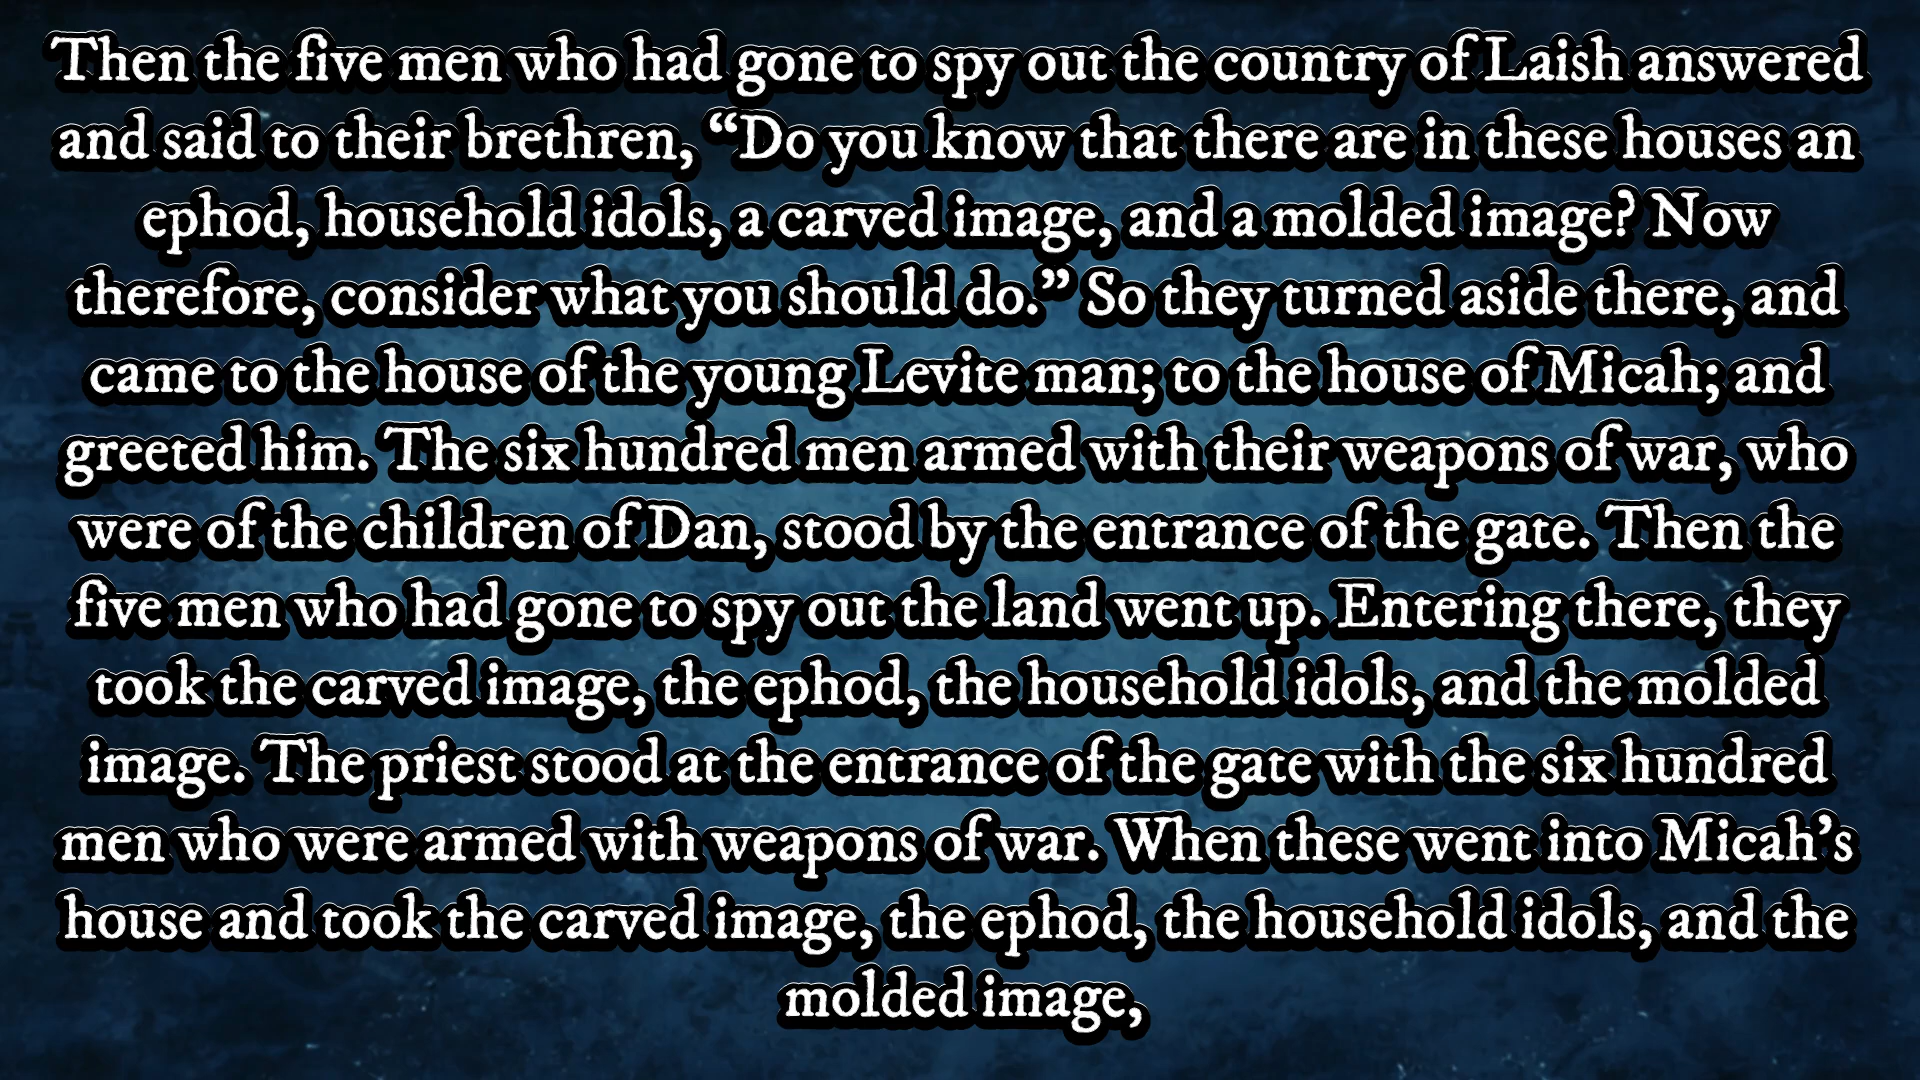 Then the five men who had gone to spy out the country of Laish answered
and said to their brethren, “Do you know that there are in these houses an
ephod, household idols, a carved image, and a molded image? Now
therefore, consider what you should do.” So they turned aside there, and
came to the house of the young Levite man; to the house of Micah; and
greeted him. The six hundred men armed with their weapons of war, who
were of the children of Dan, stood by the entrance of the gate. Then the
five men who had gone to spy out the land went up. Entering there, they
took the carved image, the ephod, the household idols, and the molded
image. The priest stood at the entrance of the gate with the six hundred
men who were armed with weapons of war. When these went into Micah’s
house and took the carved image, the ephod, the household idols, and the
molded image,